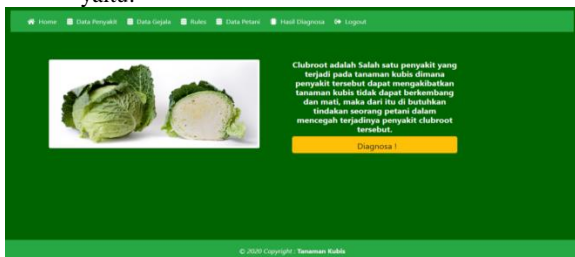 Home Data Penyakit Data Gejala Rules Data Petani Hasil Diagnosa Logout
Clubroot adalah Salah satu penyakit yang
terjadi pada tanaman kubis dimana
penyakit tersebut dapat mengakibatkan
tanaman kubis tidak dapat berkembang
dan mati, maka dari itu di butuhkan
tindakan seorang petani dalam
mencegah terjadinya penyakit clubroot
tersebut.
Diagnosa !
© 2020 Copyright : Tanaman Kubis